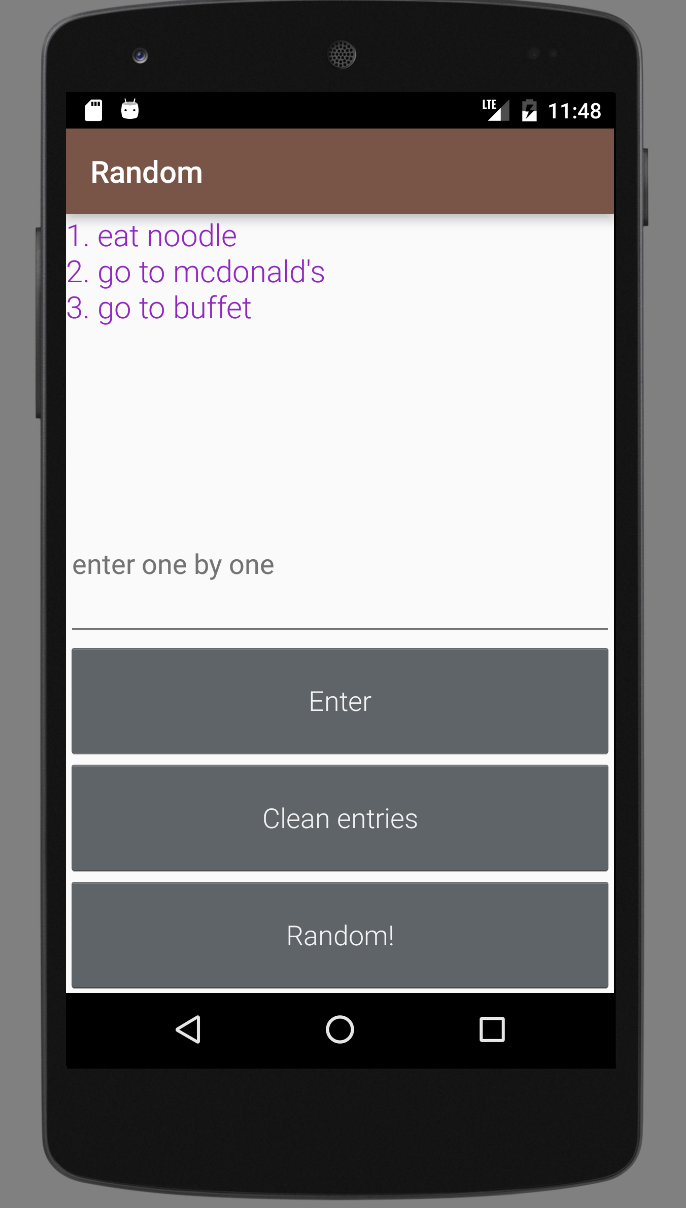 LTE 11:48
Random
1. eat noodle
2. go to mcdonald's
3. go to buffet
enter one by one
Enter
Clean entries
Random!